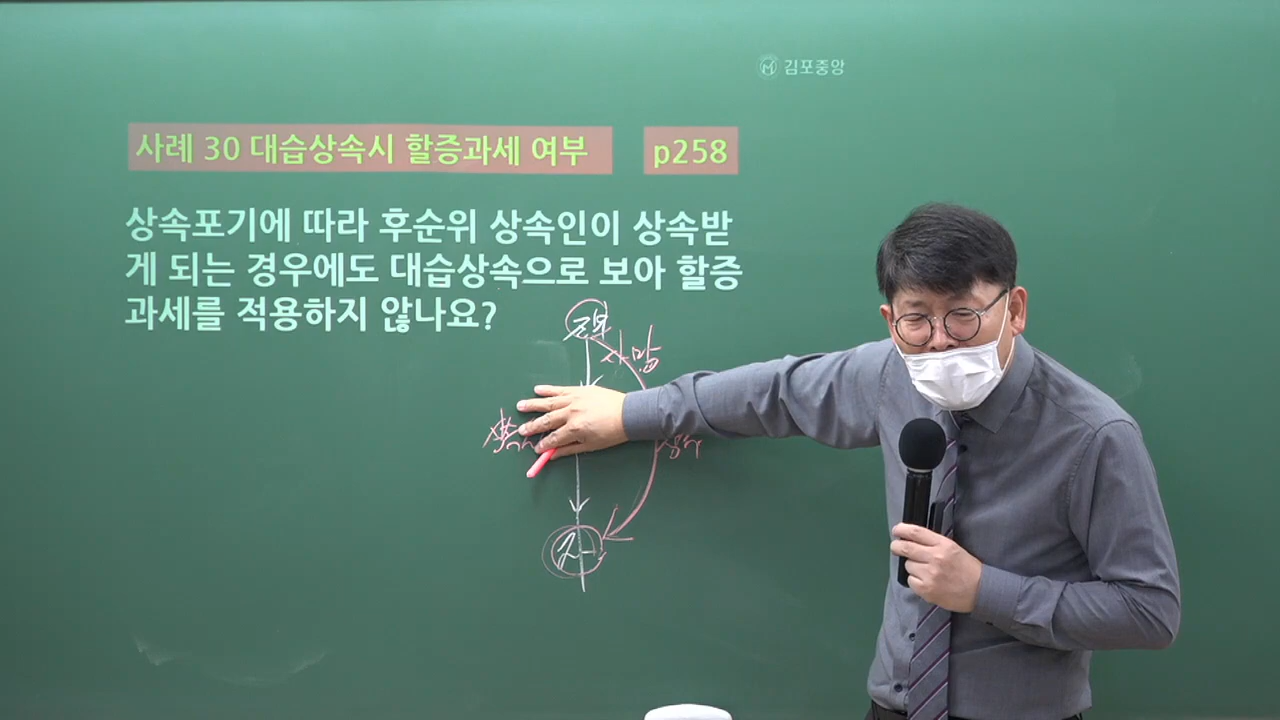 김포중앙
사례 30 대습상속시 할증과세 여부
p258
상속포기에 따라 후순위 상속인이 상속받
게 되는 경우에도 대습상속으로 보아 할증
과세를 적용하지 않나요?
사망